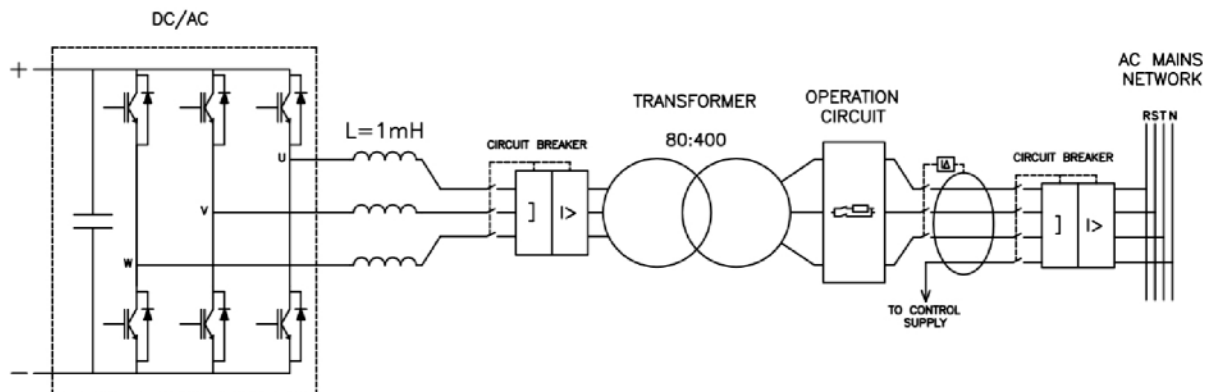 DC/AC
+
AC MAINS
NETWORK
TRANSFORMER
OPERATION
CIRCUIT
RSTN
L=1mH
80:400
CIRCUIT BREAKER
CIRCUIT BREAKER
IΔ
U
V
W
]
I>
]
I>
TO CONTROL
SUPPLY
−